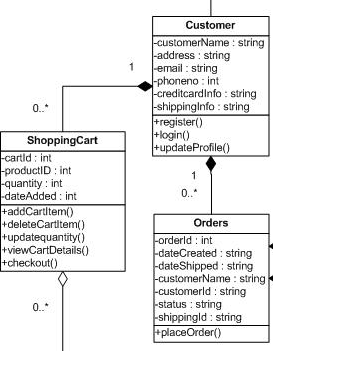 Customer
-customerName : string
-address : string
-email : string
-phoneno : int
-creditcardInfo : string
-shippingInfo : string
+register()
+login()
+updateProfile()
1
0..*
ShoppingCart
-cartId : int
-productID : int
-quantity : int
-dateAdded : int
+addCartItem()
+deleteCartItem()
+updatequantity()
+viewCartDetails()
+checkout()
0..*
1
0..*
Orders
-orderId : int
-dateCreated : string
-dateShipped : string
-customerName : string
-customerId : string
-status : string
-shippingId : string
+placeOrder()